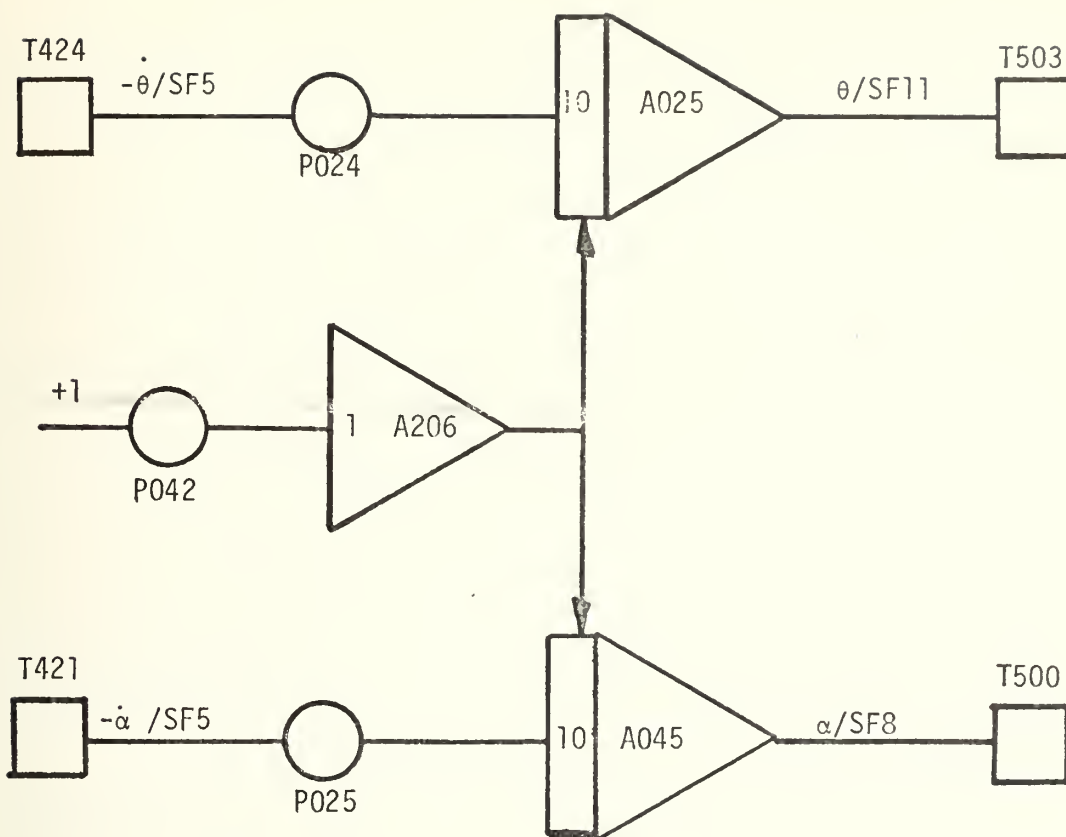 T424
-θ̇/SF5
P024
10
A025
θ/SF11
T503
+1
P042
1
A206
T421
-α̇ /SF5
P025
10
A045
α/SF8
T500